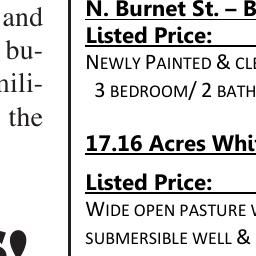 and
bu-
mili-
the
N. Burnet St. – B
Listed Price:
NEWLY PAINTED & CLE
3 BEDROOM/ 2 BATH
17.16 Acres Whi
Listed Price:
WIDE OPEN PASTURE
SUBMERSIBLE WELL &